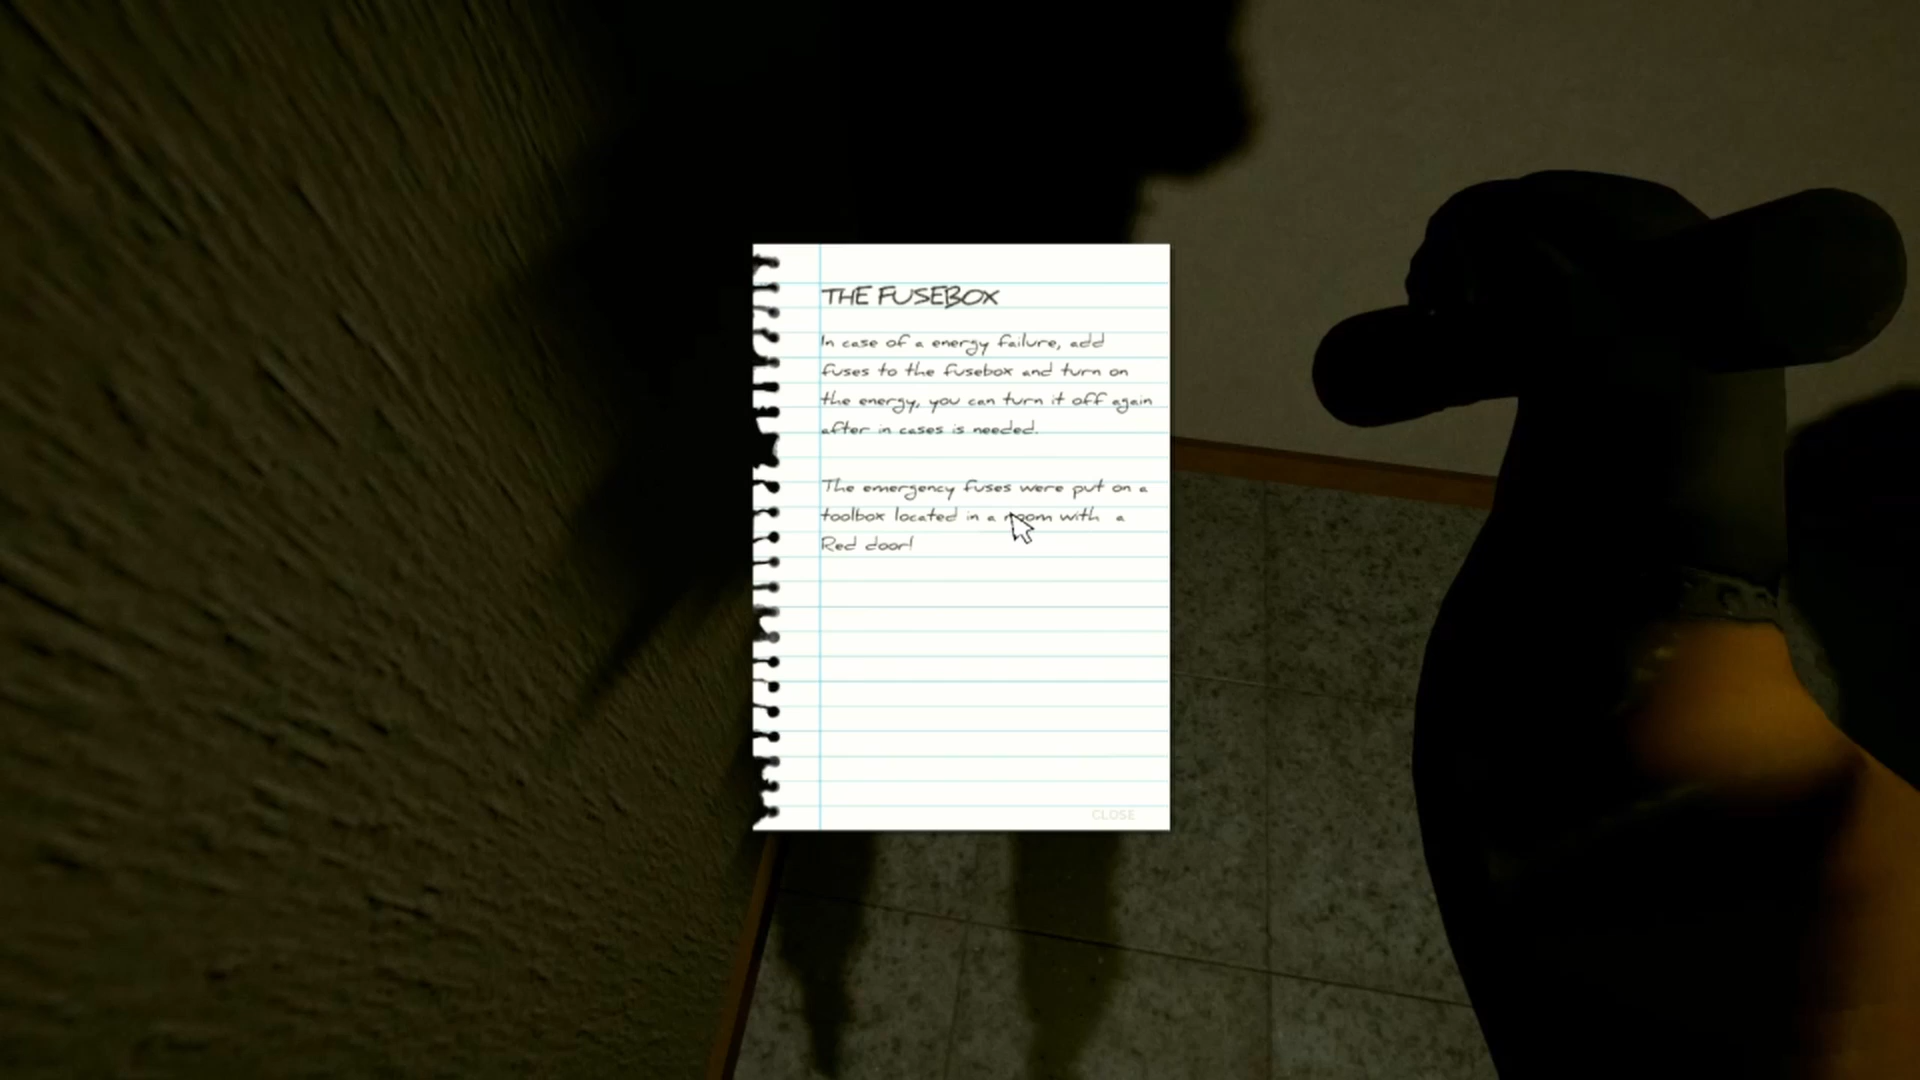 THE FUSEBOX
In case of a energy failure, add
fuses to the fusebox and turn on
the energy, you can turn it off again
after in cases is needed.
The emergency fuses were put on a
toolbox located in a room with a
Red door!
CLOSE